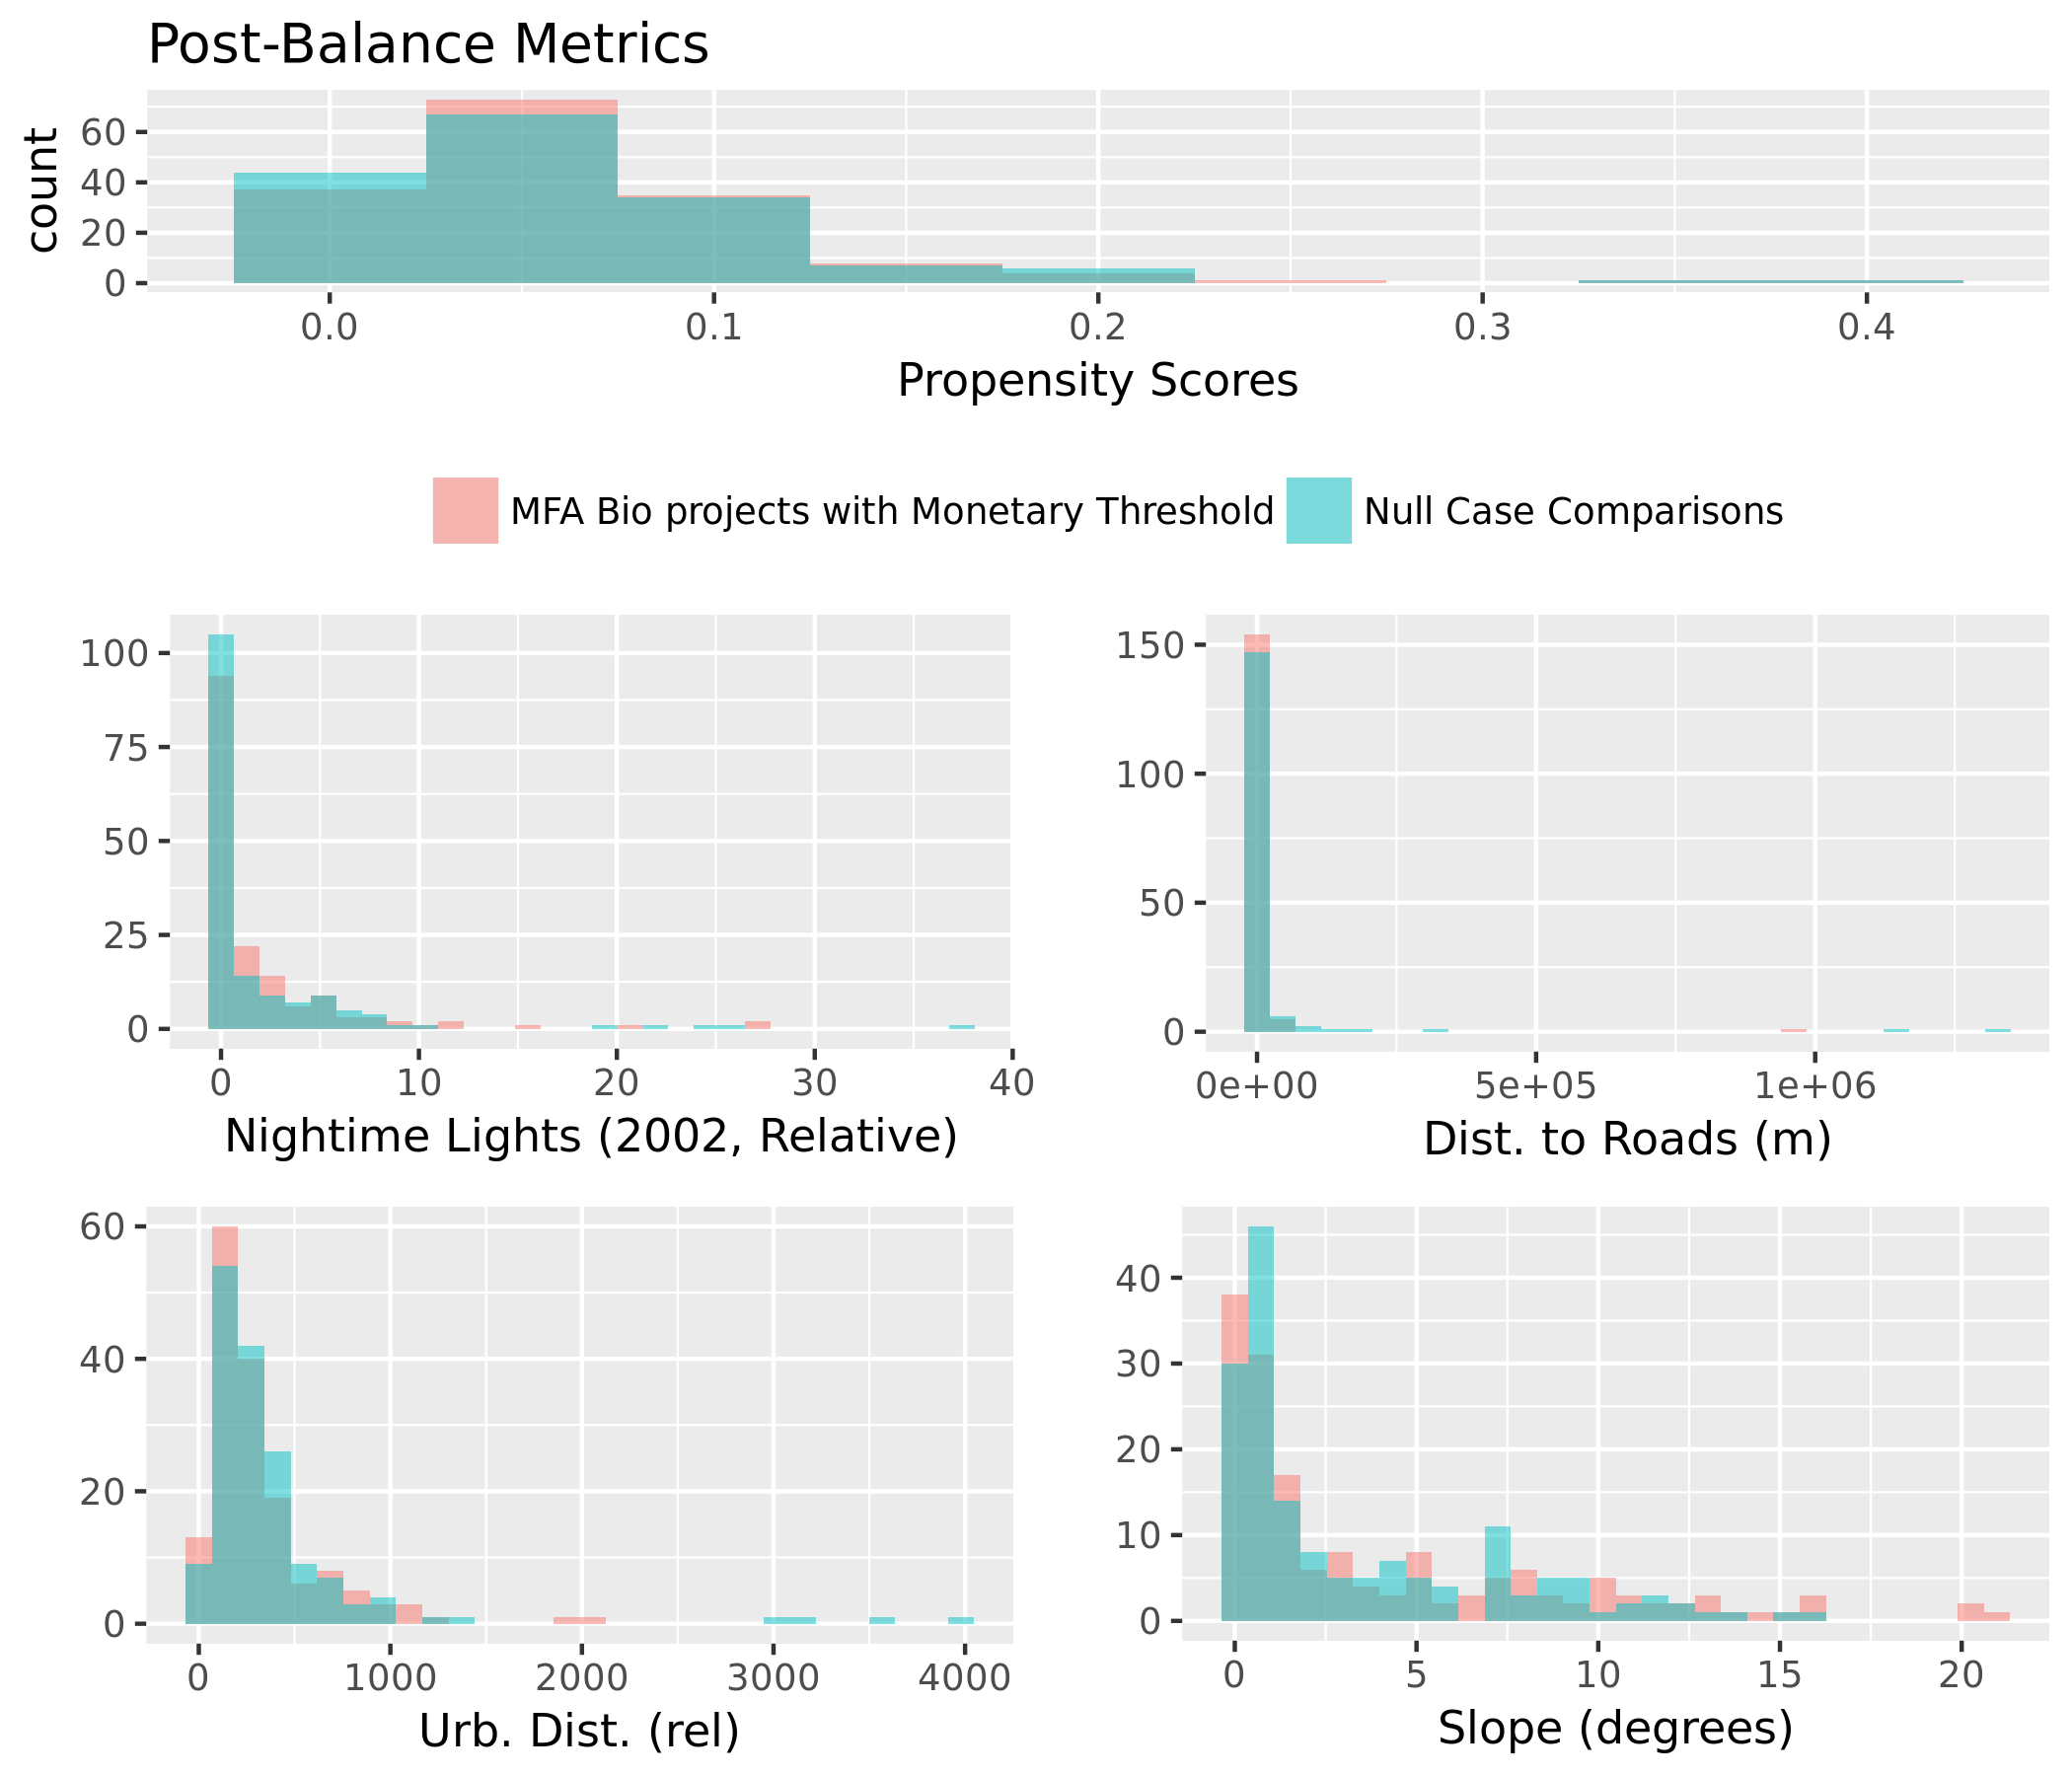 Post-Balance Metrics
count
60
40
20
0
0.0 0.1 0.2 0.3 0.4
Propensity Scores
MFA Bio projects with Monetary Threshold Null Case Comparisons
100
75
50
25
0
0 10 20 30 40
Nightime Lights (2002, Relative)
150
100
50
0
0e+00 5e+05 1e+06
Dist. to Roads (m)
60
40
20
0
0 1000 2000 3000 4000
Urb. Dist. (rel)
40
30
20
10
0
0 5 10 15 20
Slope (degrees)